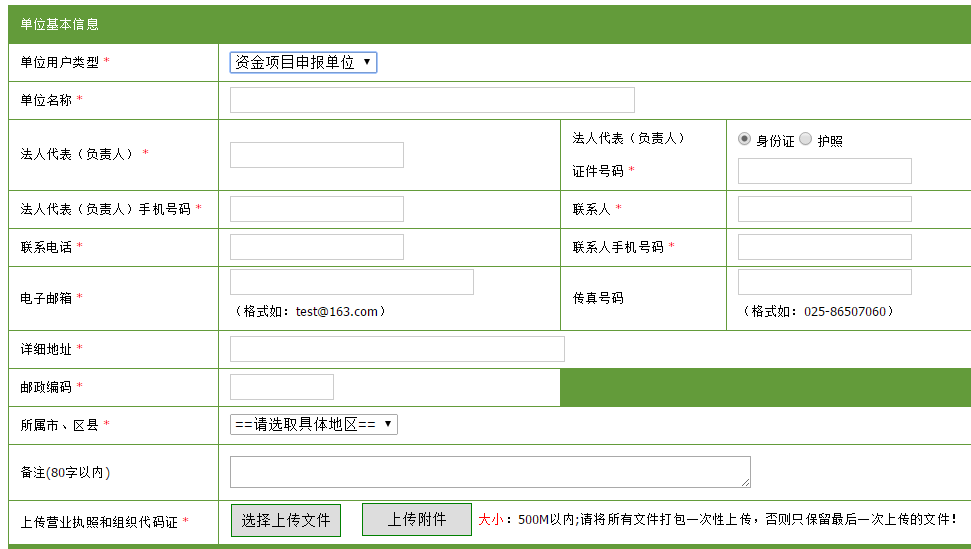 单位基本信息
单位用户类型 *
资金项目申报单位
单位名称 *
法人代表（负责人） *
法人代表（负责人）
证件号码 *
身份证 护照
法人代表（负责人）手机号码 *
联系人 *
联系电话 *
联系人手机号码 *
电子邮箱 *
（格式如：test@163.com）
传真号码
（格式如：025-86507060）
详细地址 *
邮政编码 *
所属市、区县 *
==请选取具体地区==
备注(80字以内)
上传营业执照和组织代码证 *
选择上传文件 上传附件 大小：500M以内;请将所有文件打包一次性上传，否则只保留最后一次上传的文件！